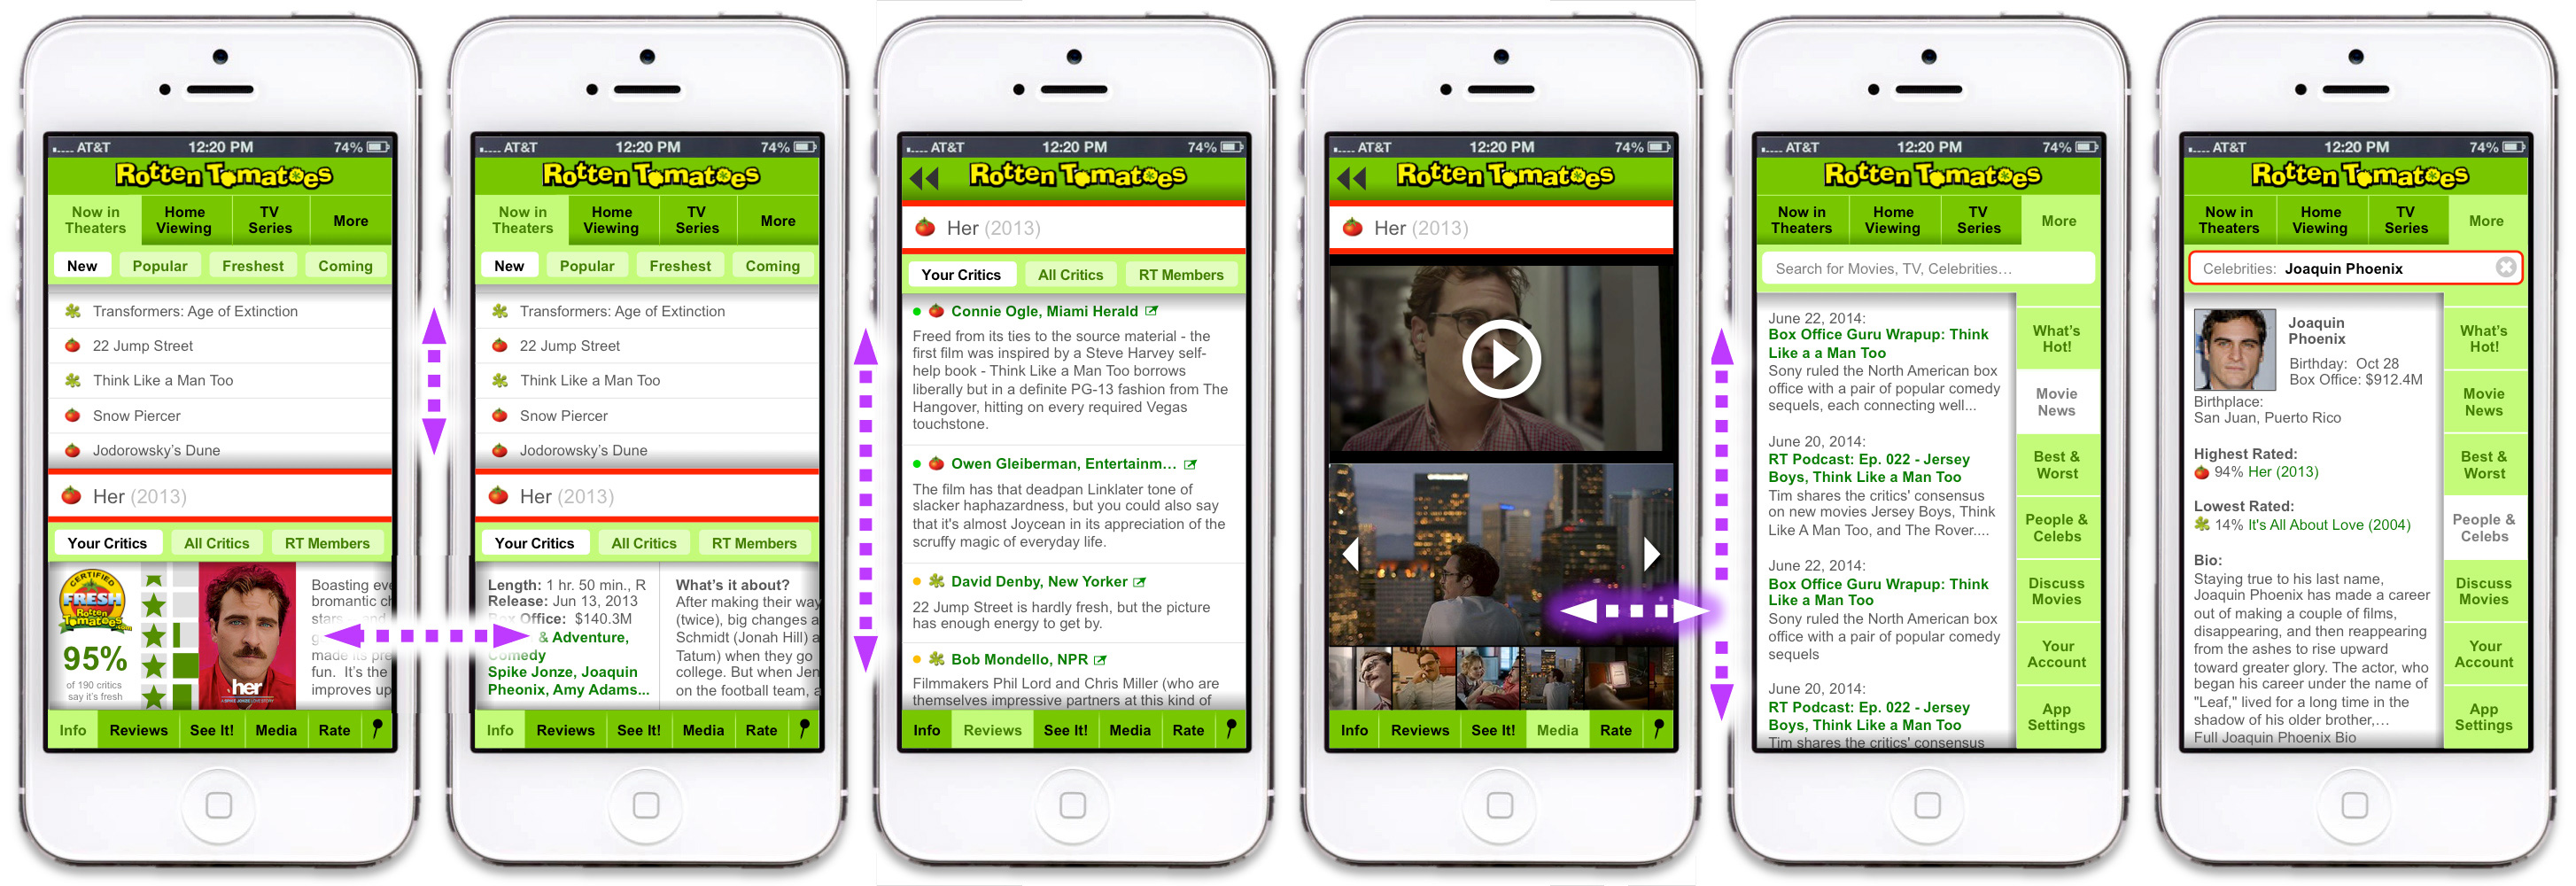 AT&T 12:20 PM 74%
Rotten Tomatoes
Now in Theaters
Home Viewing
TV Series
More
New Popular Freshest Coming
Transformers: Age of Extinction
22 Jump Street
Think Like a Man Too
Snow Piercer
Jodorowsky's Dune
Her (2013)
Your Critics All Critics RT Members
CERTIFIED
FRESH
Rotten
Tomatoes
95%
of 190 critics
say it's fresh
her
Boasting eve
bromantic ch
stars
made its pre
fun. It's the
improves up
Info Reviews See It! Media Rate
AT&T 12:20 PM 74%
Rotten Tomatoes
Now in Theaters
Home Viewing
TV Series
More
New Popular Freshest Coming
Transformers: Age of Extinction
22 Jump Street
Think Like a Man Too
Snow Piercer
Jodorowsky's Dune
Her (2013)
Your Critics All Critics RT Members
Length: 1 hr. 50 min., R
Release: Jun 13, 2013
Box Office: $140.3M
& Adventure,
Comedy
Spike Jonze, Joaquin
Pheonix, Amy Adams...
What's it about?
After making their way
(twice), big changes a
Schmidt (Jonah Hill) a
Tatum) when they go
college. But when Jen
on the football team, a
Info Reviews See It! Media Rate
AT&T 12:20 PM 74%
Rotten Tomatoes
Her (2013)
Your Critics All Critics RT Members
Connie Ogle, Miami Herald
Freed from its ties to the source material - the
first film was inspired by a Steve Harvey self-
help book - Think Like a Man Too borrows
liberally but in a definite PG-13 fashion from The
Hangover, hitting on every required Vegas
touchstone.
Owen Gleiberman, Entertainm...
The film has that deadpan Linklater tone of
slacker haphazardness, but you could also say
that it's almost Joycean in its appreciation of the
scruffy magic of everyday life.
David Denby, New Yorker
22 Jump Street is hardly fresh, but the picture
has enough energy to get by.
Bob Mondello, NPR
Filmmakers Phil Lord and Chris Miller (who are
themselves impressive partners at this kind of
Info Reviews See It! Media Rate
AT&T 12:20 PM 74%
Rotten Tomatoes
Her (2013)
Info Reviews See It! Media Rate
AT&T 12:20 PM 74%
Rotten Tomatoes
Now in Theaters
Home Viewing
TV Series
More
Search for Movies, TV, Celebrities...
June 22, 2014:
Box Office Guru Wrapup: Think
Like a a Man Too
Sony ruled the North American box
office with a pair of popular comedy
sequels, each connecting well...
June 20, 2014:
RT Podcast: Ep. 022 - Jersey
Boys, Think Like a Man Too
Tim shares the critics' consensus
on new movies Jersey Boys, Think
Like A Man Too, and The Rover....
June 22, 2014:
Box Office Guru Wrapup: Think
Like a Man Too
Sony ruled the North American box
office with a pair of popular comedy
sequels
June 20, 2014:
RT Podcast: Ep. 022 - Jersey
Boys, Think Like a Man Too
Tim shares the critics' consensus
What's Hot!
Movie News
Best & Worst
People & Celebs
Discuss Movies
Your Account
App Settings
AT&T 12:20 PM 74%
Rotten Tomatoes
Now in Theaters
Home Viewing
TV Series
More
Celebrities: Joaquin Phoenix
Joaquin
Phoenix
Birthday: Oct 28
Box Office: $912.4M
Birthplace:
San Juan, Puerto Rico
Highest Rated:
94% Her (2013)
Lowest Rated:
14% It's All About Love (2004)
Bio:
Staying true to his last name,
Joaquin Phoenix has made a career
out of making a couple of films,
disappearing, and then reappearing
from the ashes to rise upward
toward greater glory. The actor, who
began his career under the name of
"Leaf," lived for a long time in the
shadow of his older brother,...
Full Joaquin Phoenix Bio
What's Hot!
Movie News
Best & Worst
People & Celebs
Discuss Movies
Your Account
App Settings